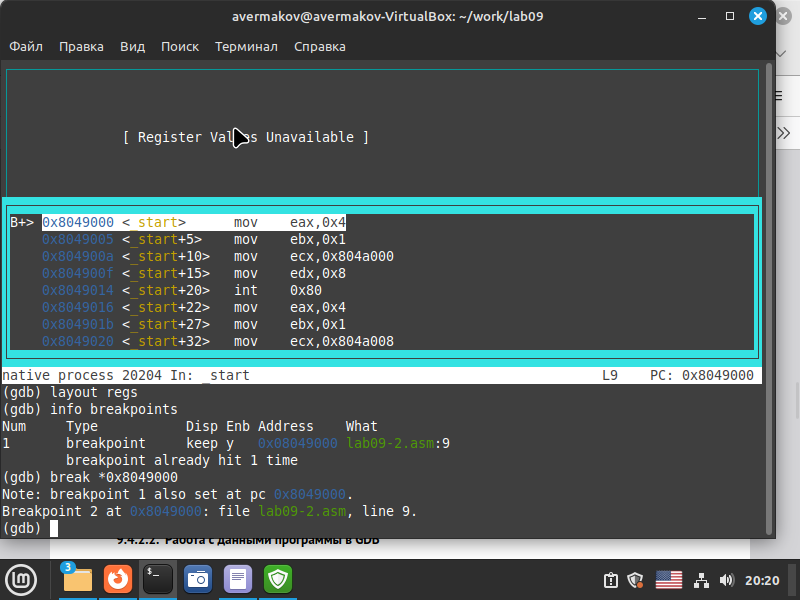 avermakov@avermakov-VirtualBox: ~/work/lab09
Файл Правка Вид Поиск Терминал Справка
[ Register Val es Unavailable ]
B+> 0x8049000 <_start> mov eax,0x4
0x8049005 <_start+5> mov ebx,0x1
0x804900a <_start+10> mov ecx,0x804a000
0x804900f <_start+15> mov edx,0x8
0x8049014 <_start+20> int 0x80
0x8049016 <_start+22> mov eax,0x4
0x804901b <_start+27> mov ebx,0x1
0x8049020 <_start+32> mov ecx,0x804a008
native process 20204 In: _start L9 PC: 0x8049000
(gdb) layout regs
(gdb) info breakpoints
Num Type Disp Enb Address What
1 breakpoint keep y 0x08049000 lab09-2.asm:9
breakpoint already hit 1 time
(gdb) break *0x8049000
Note: breakpoint 1 also set at pc 0x8049000.
Breakpoint 2 at 0x8049000: file lab09-2.asm, line 9.
(gdb)
9.4.2.2. Работа с данными программы в GDB
3
$_
20:20